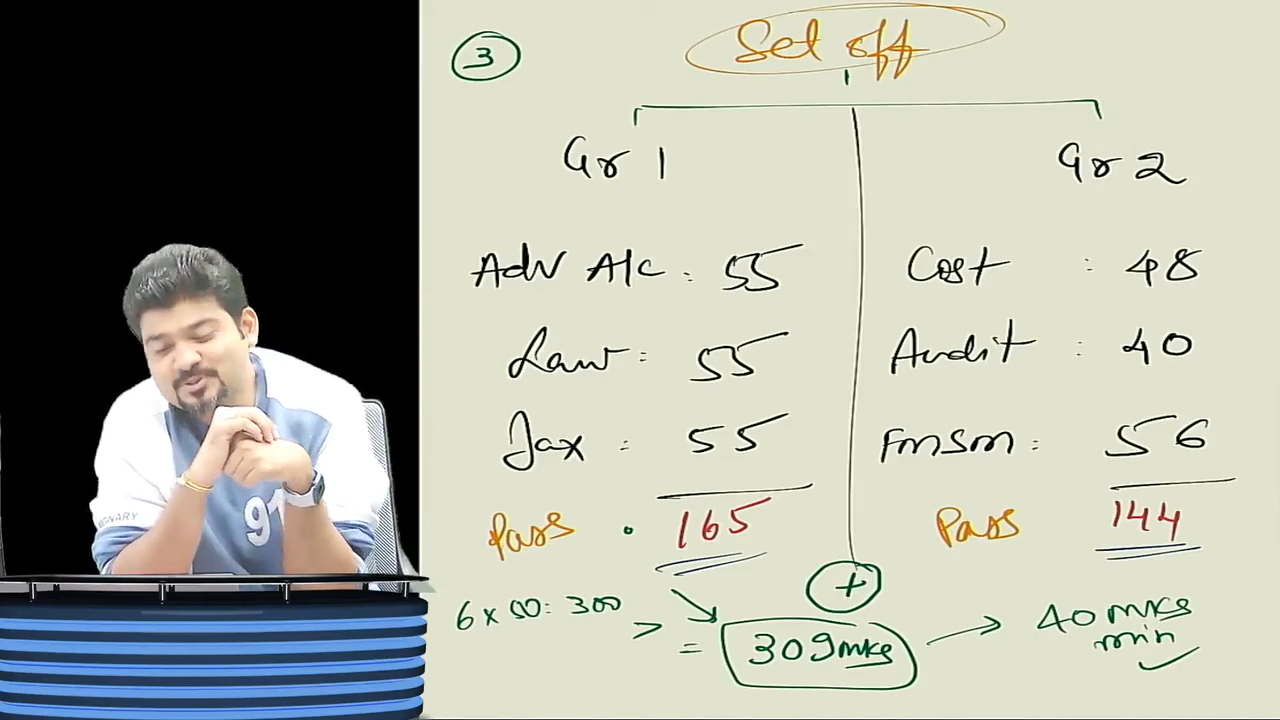 3
Set off
Gr 1
Gr 2
Adv A/c : 55
Law : 55
Tax : 55
Pass . 165
Cost : 48
Audit : 40
FmSm : 56
Pass 144
+
6 x 50 : 300 > = 309 mks → 40 mks
min
91